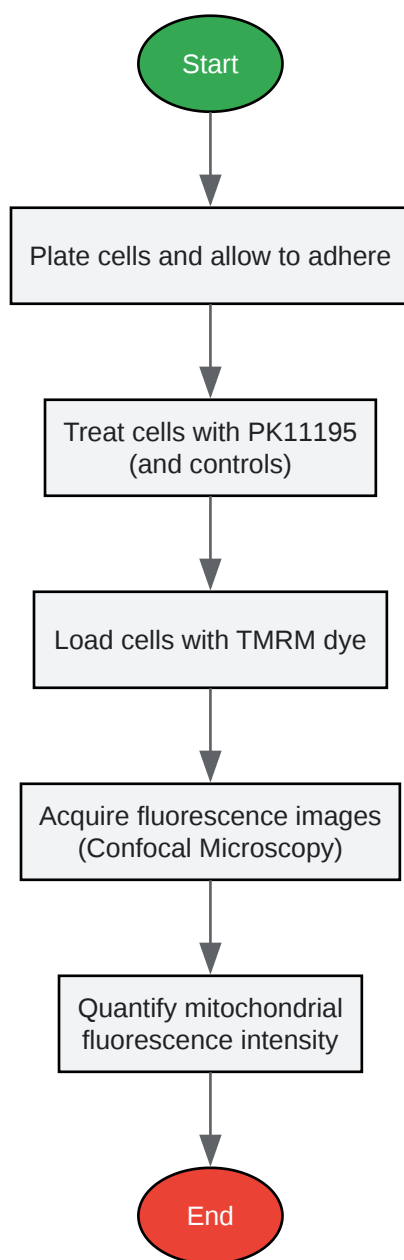 Start
Plate cells and allow to adhere
Treat cells with PK11195
(and controls)
Load cells with TMRM dye
Acquire fluorescence images
(Confocal Microscopy)
Quantify mitochondrial
fluorescence intensity
End